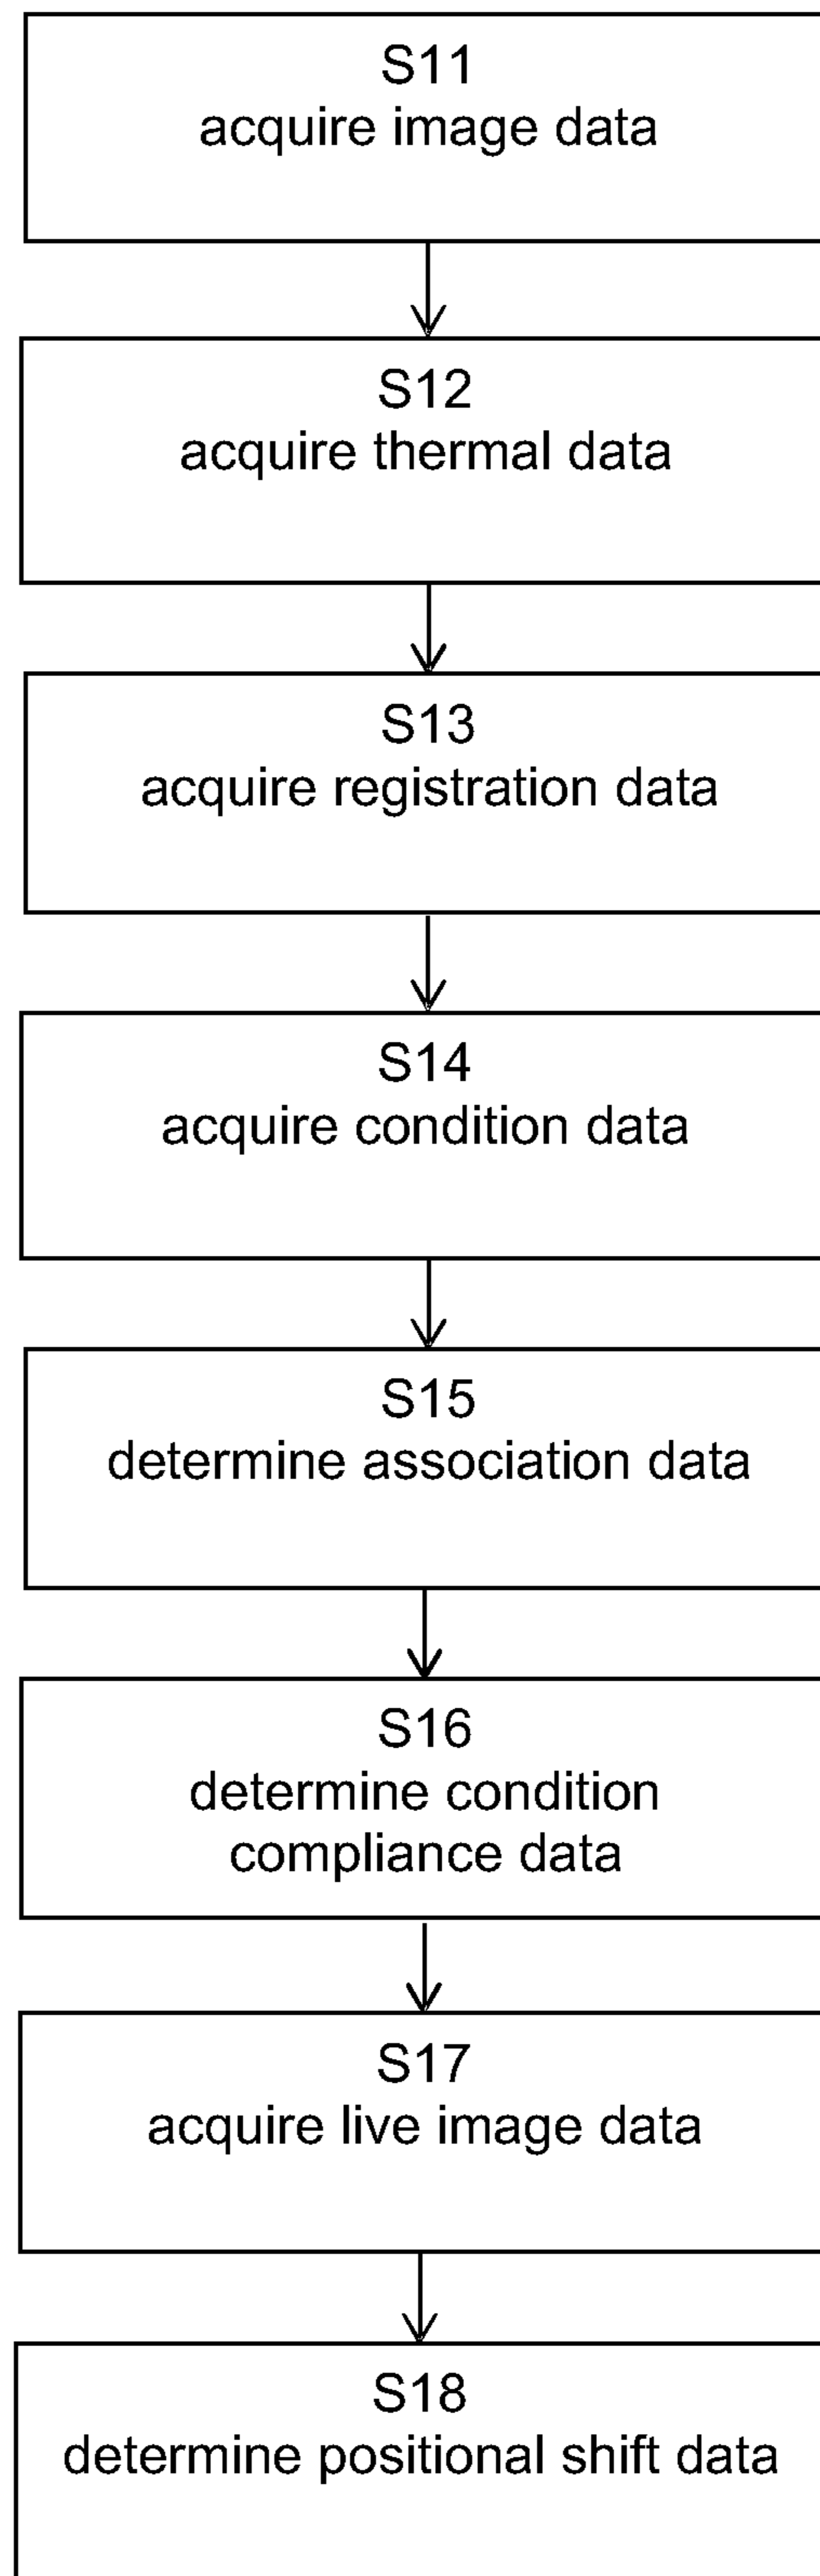 S11
acquire image data
S12
acquire thermal data
S13
acquire registration data
S14
acquire condition data
S15
determine association data
S16
determine condition
compliance data
S17
acquire live image data
S18
determine positional shift data